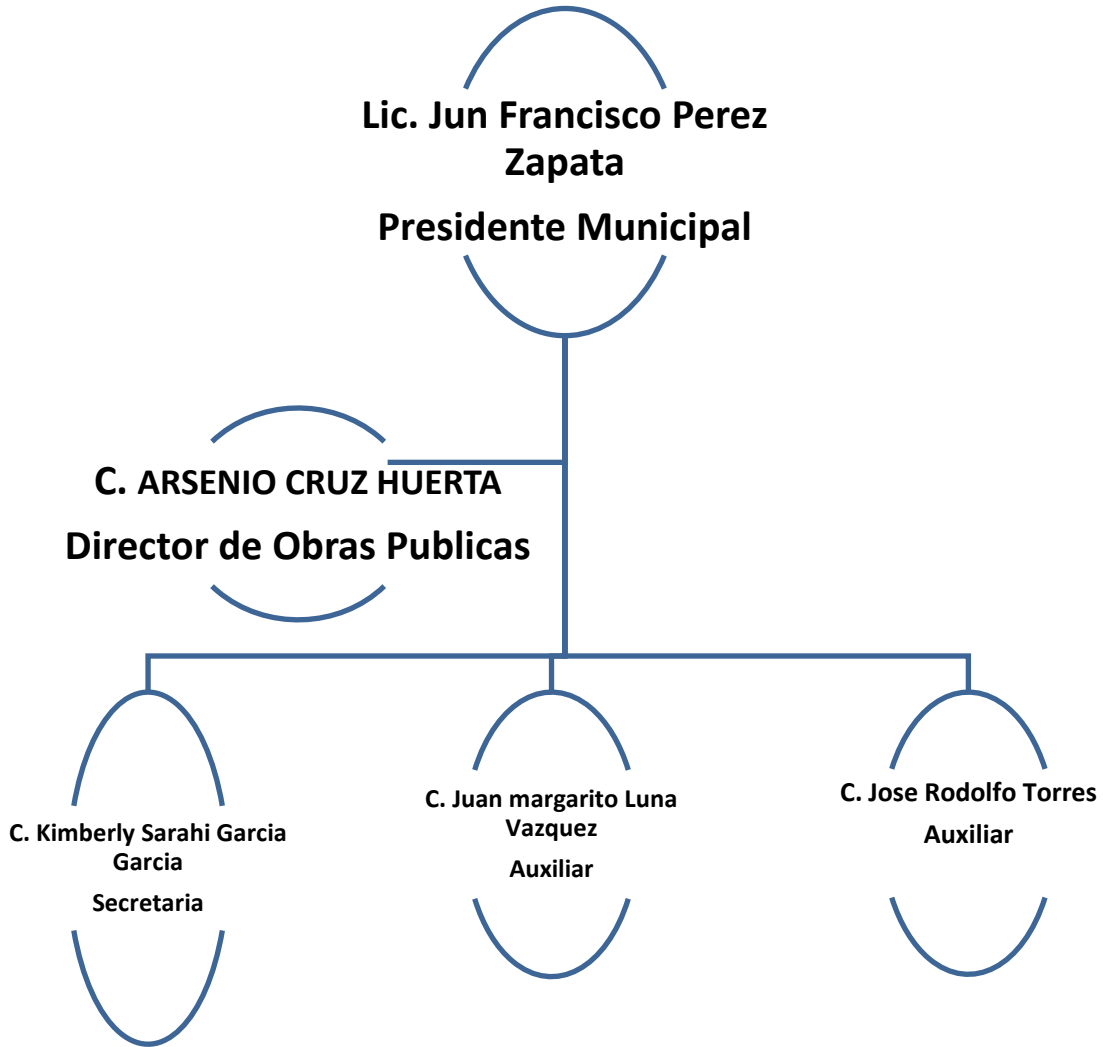 Lic. Jun Francisco Perez
Zapata
Presidente Municipal
C. ARSENIO CRUZ HUERTA
Director de Obras Publicas
C. Kimberly Sarahi Garcia
Garcia
Secretaria
C. Juan margarito Luna
Vazquez
Auxiliar
C. Jose Rodolfo Torres
Auxiliar